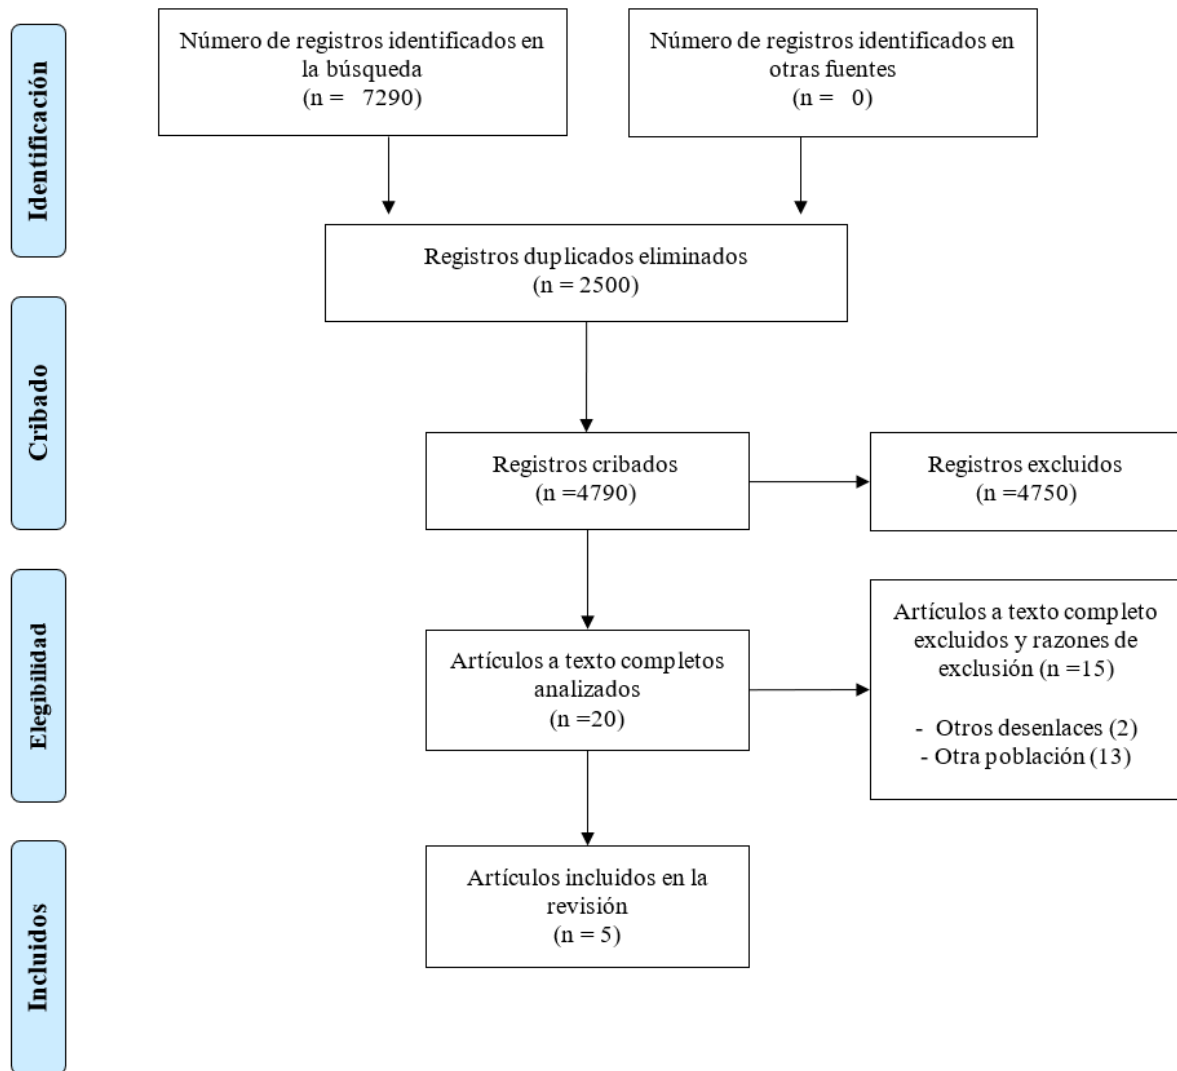 Identificación
Número de registros identificados en
la búsqueda
(n =   7290)
Número de registros identificados en
otras fuentes
(n =   0)
Registros duplicados eliminados
(n = 2500)
Cribado
Registros cribados
(n =4790)
Registros excluidos
(n =4750)
Elegibilidad
Artículos a texto completos
analizados
(n =20)
Artículos a texto completo
excluidos y razones de
exclusión (n =15)
-  Otros desenlaces (2)
- Otra población (13)
Incluidos
Artículos incluidos en la
revisión
(n = 5)